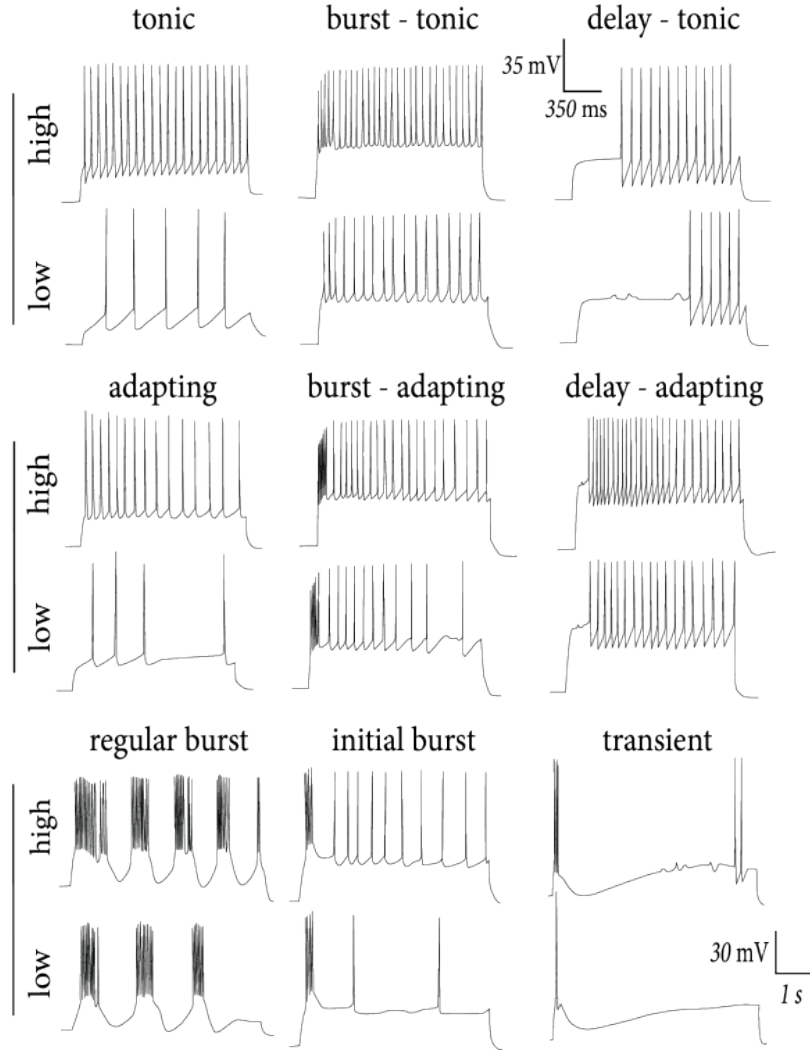 tonic burst - tonic delay - tonic
35 mV
350 ms
high
low
adapting burst - adapting delay - adapting
high
low
regular burst initial burst transient
high
low
30 mV
1 s